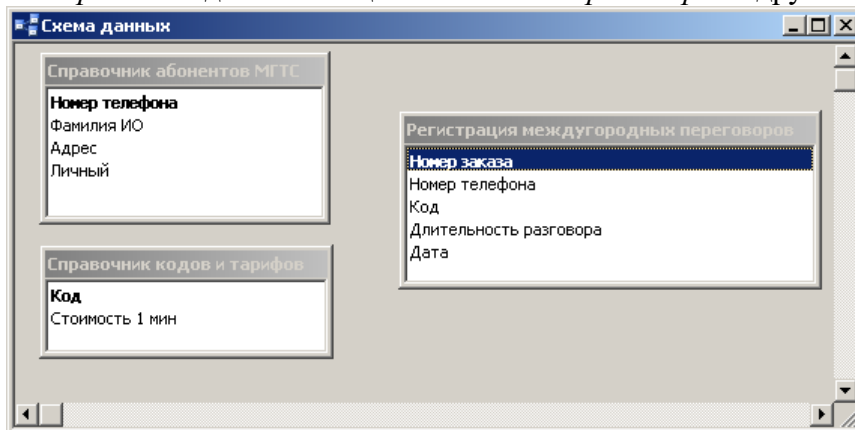 Схема данных
Справочник абонентов МГТС
Номер телефона
Фамилия ИО
Адрес
Личный
Регистрация междугородных переговоров
Номер заказа
Номер телефона
Код
Длительность разговора
Дата
Справочник кодов и тарифов
Код
Стоимость 1 мин